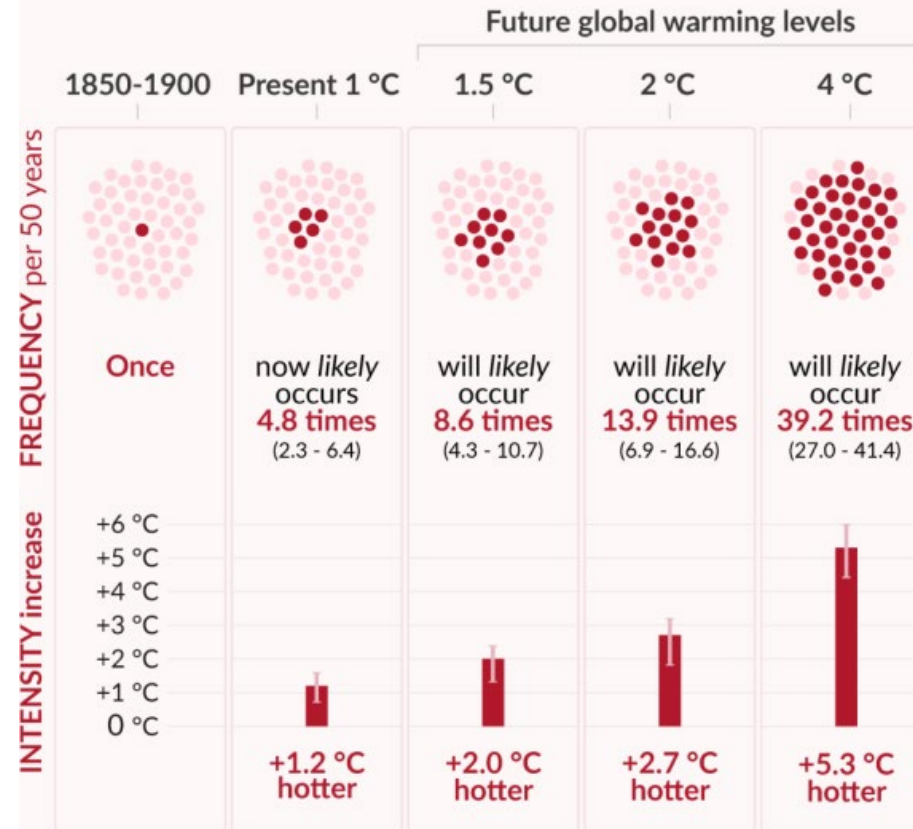 Future global warming levels
1850-1900 Present 1 °C 1.5 °C 2 °C 4 °C
FREQUENCY per 50 years
Once
now likely occurs 4.8 times (2.3 - 6.4)
will likely occur 8.6 times (4.3 - 10.7)
will likely occur 13.9 times (6.9 - 16.6)
will likely occur 39.2 times (27.0 - 41.4)
INTENSITY increase
+6 °C
+5 °C
+4 °C
+3 °C
+2 °C
+1 °C
0 °C
+1.2 °C
hotter
+2.0 °C
hotter
+2.7 °C
hotter
+5.3 °C
hotter